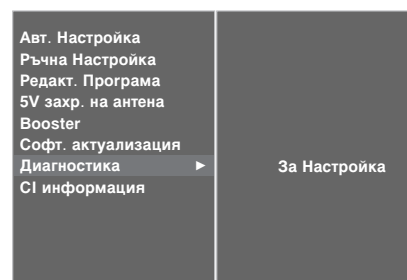 Авт. Настройка
Ръчна Настройка
Редакт. Програма
5V захр. на антена
Booster
Софт. актуализация
Диагностика ►
За Настройка
CI информация